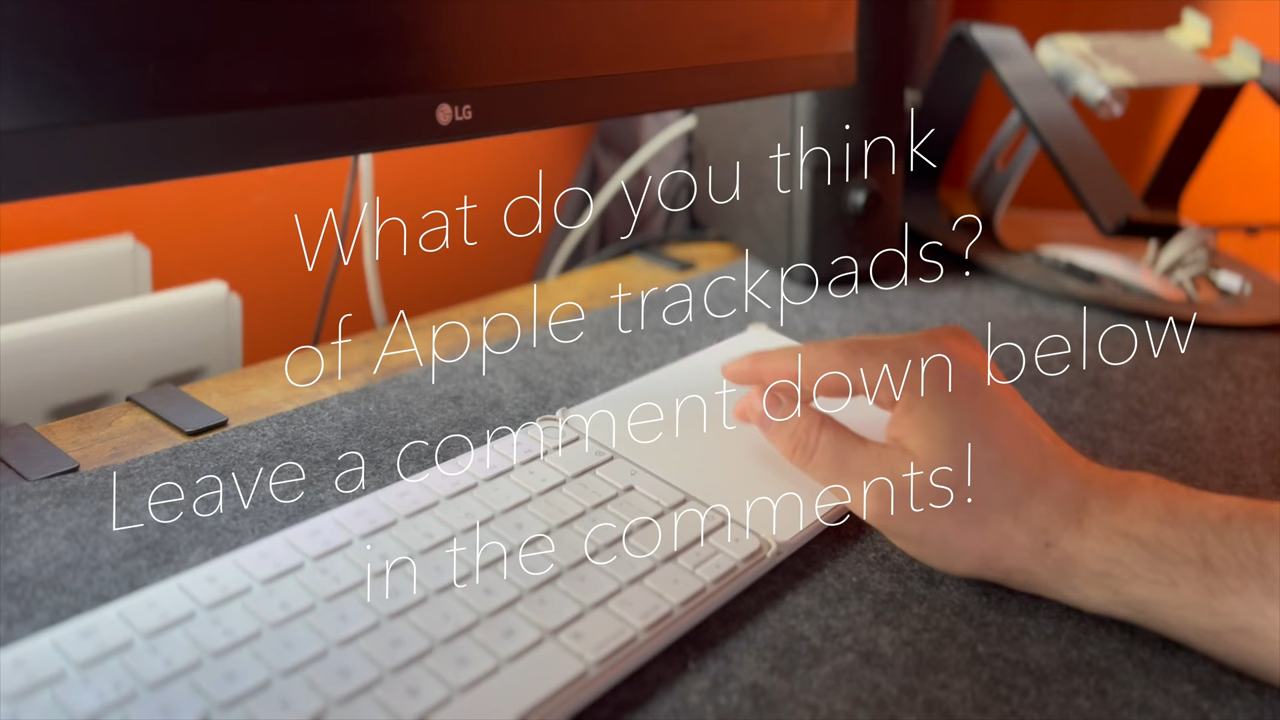 LG
What do you think
of Apple trackpads?
Leave a comment down below
in the comments!